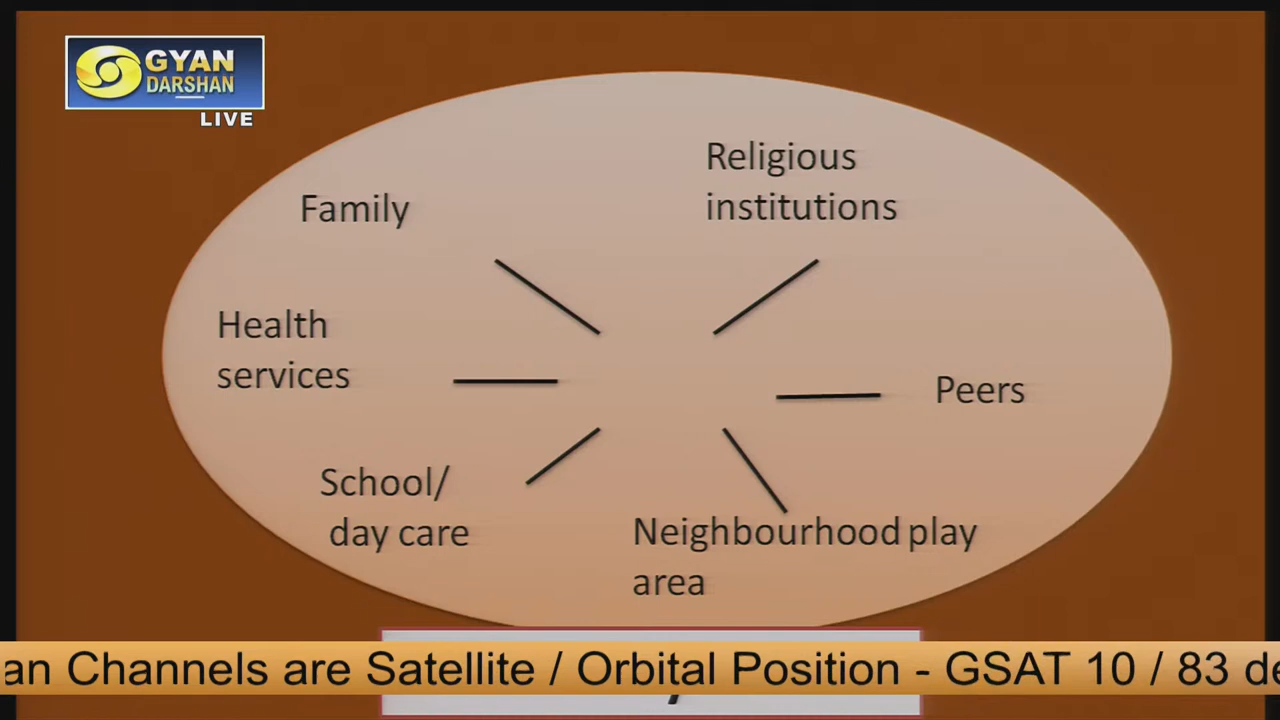 GYAN
DARSHAN
LIVE
Religious
institutions
Family
Health
services
Peers
School/
day care
Neighbourhood play
area
an Channels are Satellite / Orbital Position - GSAT 10 / 83 de